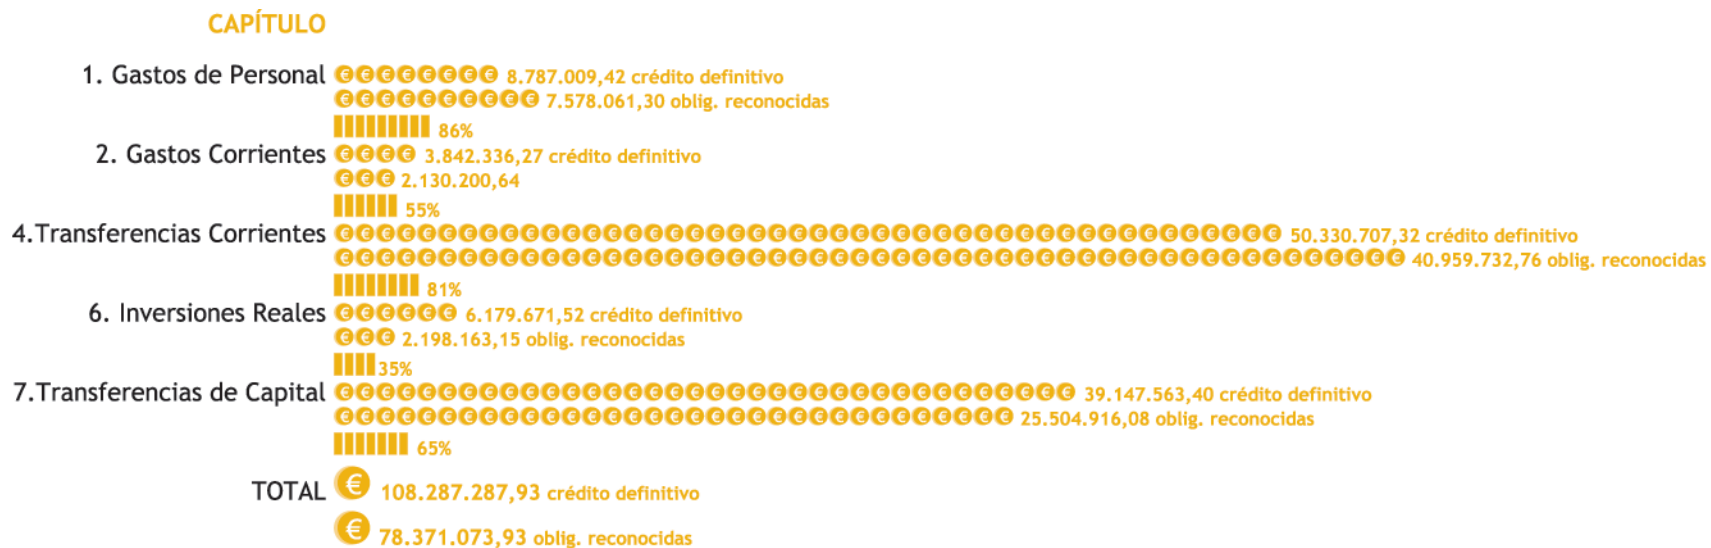 CAPÍTULO
1. Gastos de Personal 8.787.009,42 crédito definitivo
7.578.061,30 oblig. reconocidas
86%
2. Gastos Corrientes 3.842.336,27 crédito definitivo
2.130.200,64
55%
4.Transferencias Corrientes 50.330.707,32 crédito definitivo
40.959.732,76 oblig. reconocidas
81%
6. Inversiones Reales 6.179.671,52 crédito definitivo
2.198.163,15 oblig. reconocidas
35%
7.Transferencias de Capital 39.147.563,40 crédito definitivo
25.504.916,08 oblig. reconocidas
65%
TOTAL € 108.287.287,93 crédito definitivo
€ 78.371.073,93 oblig. reconocidas